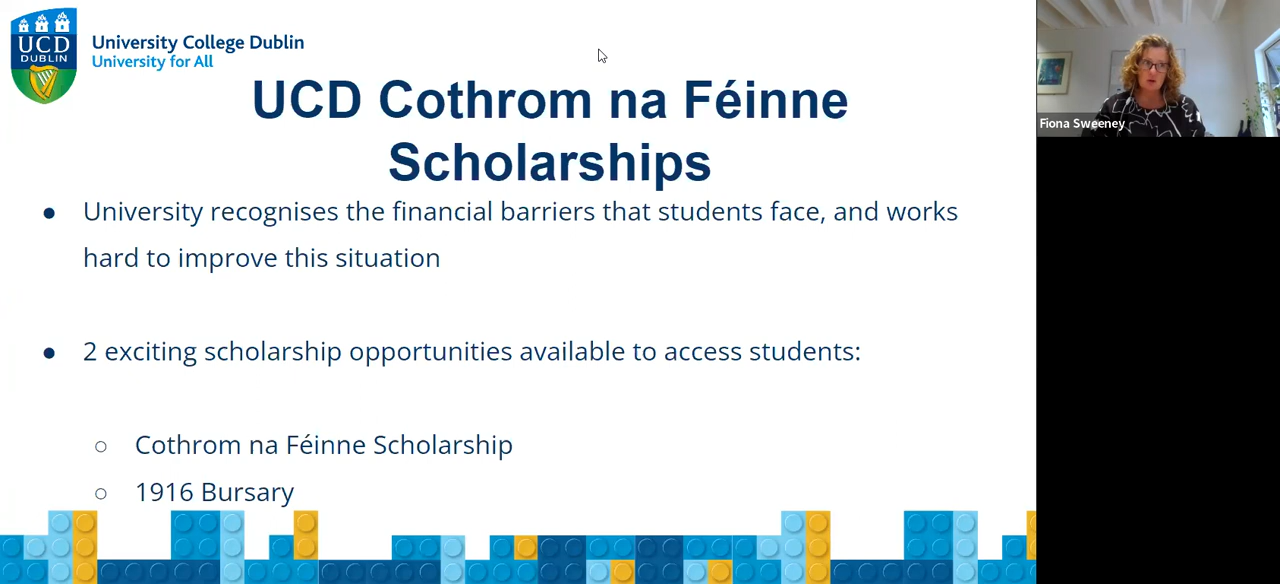 UCD
DUBLIN
University College Dublin
University for All
UCD Cothrom na Féinne
Scholarships
● University recognises the financial barriers that students face, and works
hard to improve this situation
● 2 exciting scholarship opportunities available to access students:
○ Cothrom na Féinne Scholarship
○ 1916 Bursary
Fiona Sweeney